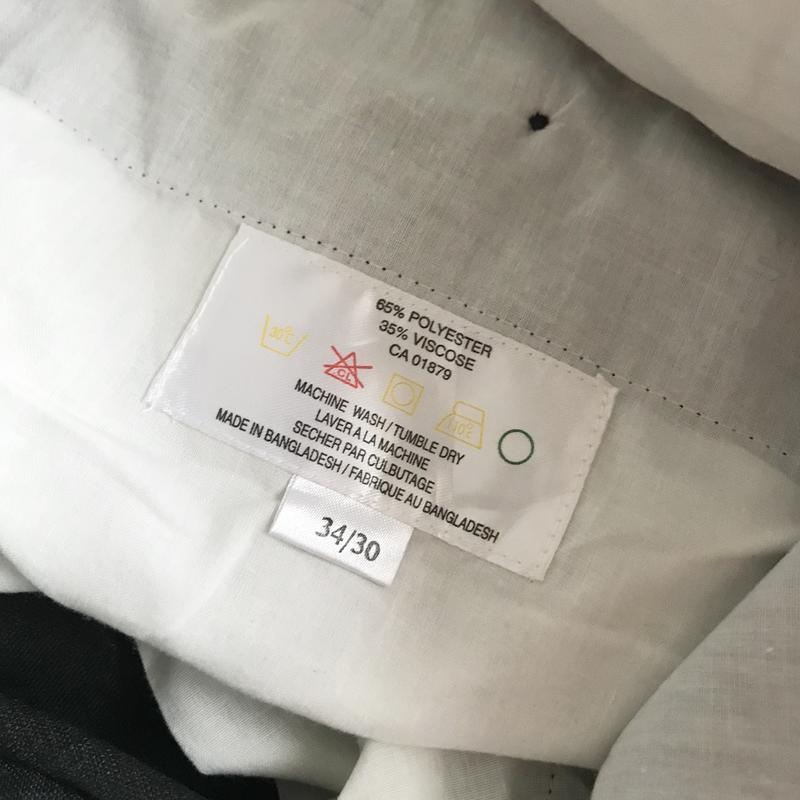 65% POLYESTER
35% VISCOSE
CA 01879
30°C
CL
110°C
MACHINE WASH / TUMBLE DRY
LAVER A LA MACHINE
SECHER PAR CULBUTAGE
MADE IN BANGLADESH / FABRIQUE AU BANGLADESH
34/30